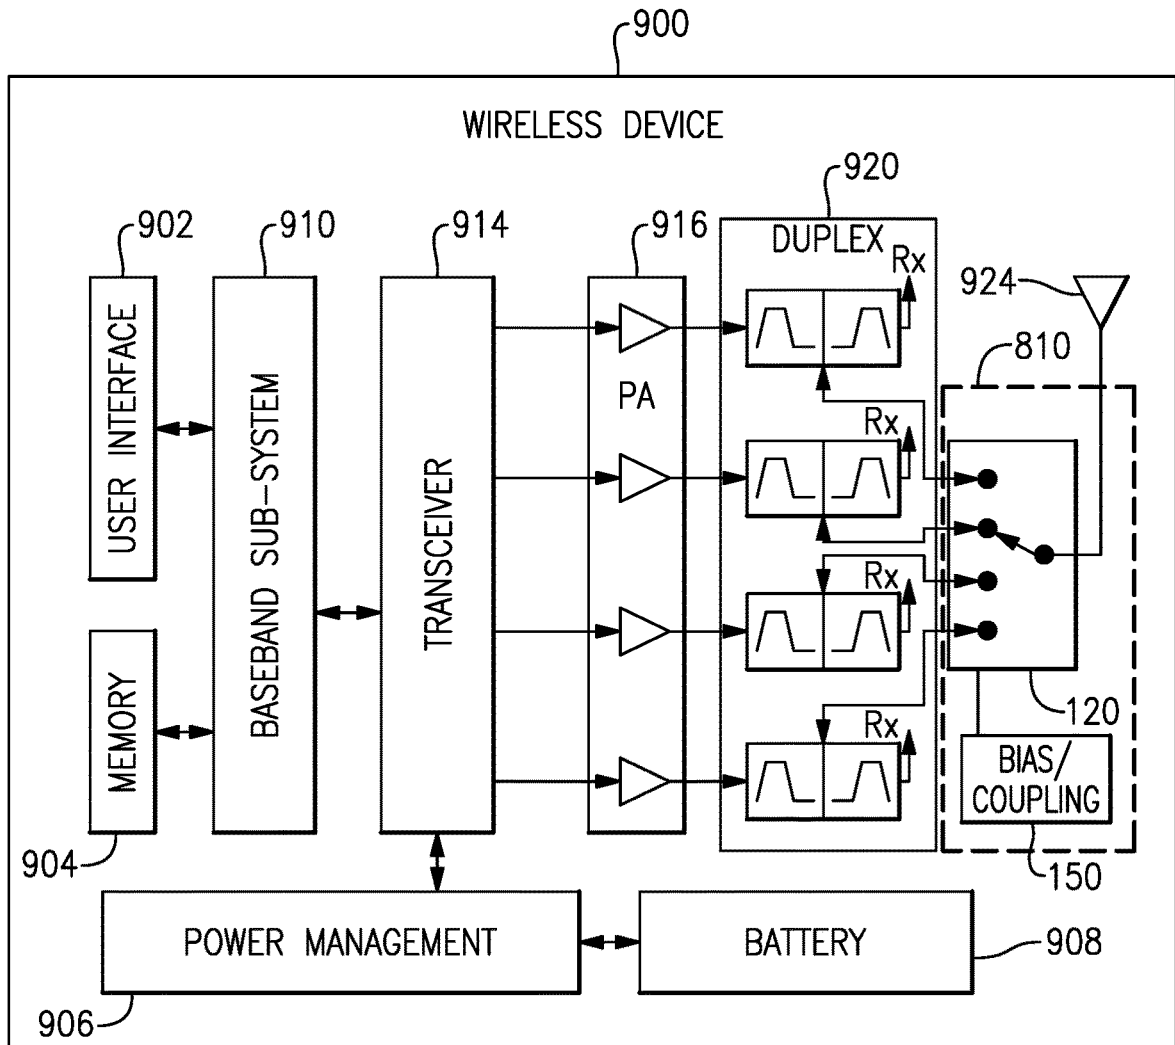 900
WIRELESS DEVICE
920
902
910
914
916
DUPLEX
Rx
924
810
USER INTERFACE
BASEBAND SUB-SYSTEM
TRANSCEIVER
PA
Rx
Rx
MEMORY
120
Rx
BIAS/
COUPLING
904
150
POWER MANAGEMENT
BATTERY
908
906